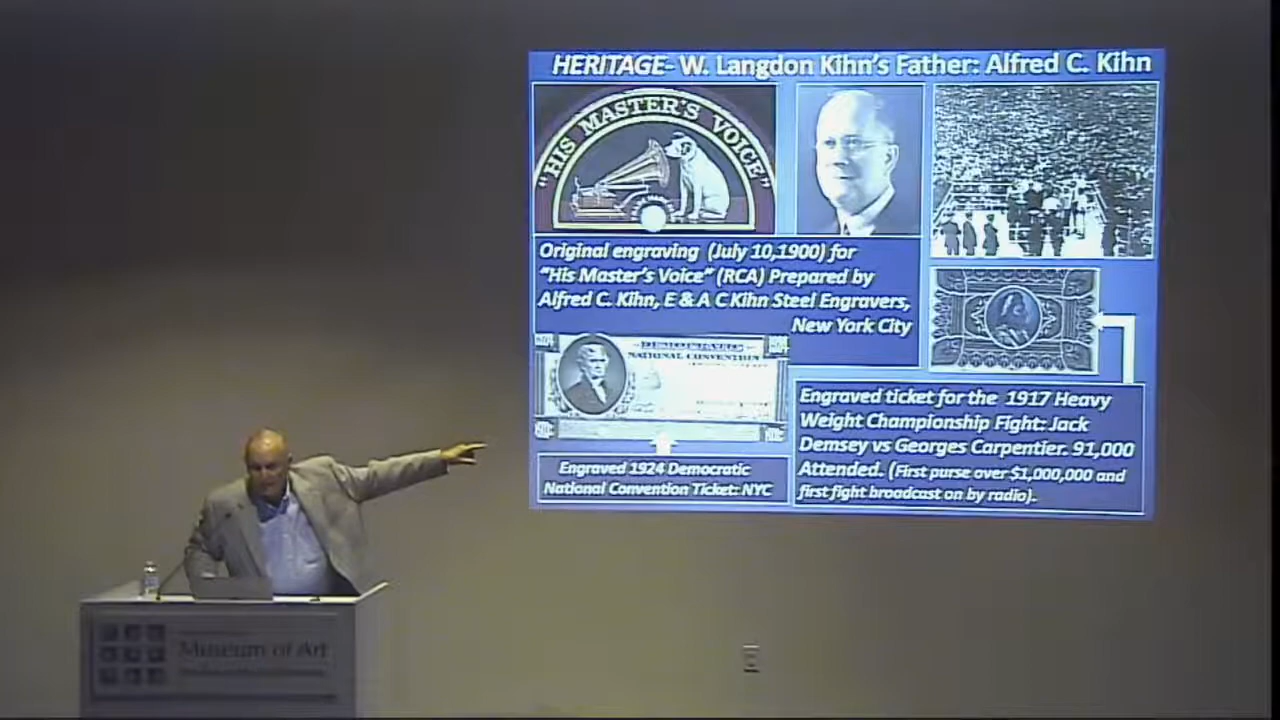 HERITAGE- W. Langdon Kihn's Father: Alfred C. Kihn
"HIS MASTER'S VOICE"
Original engraving (July 10,1900) for
"His Master's Voice" (RCA) Prepared by
Alfred C. Kihn, E & A C Kihn Steel Engravers,
New York City
DEMOCRATIC
NATIONAL CONVENTION
Engraved 1924 Democratic
National Convention Ticket: NYC
Engraved ticket for the 1917 Heavy
Weight Championship Fight: Jack
Demsey vs Georges Carpentier. 91,000
Attended. (First purse over $1,000,000 and
first fight broadcast on by radio).
Museum of Art